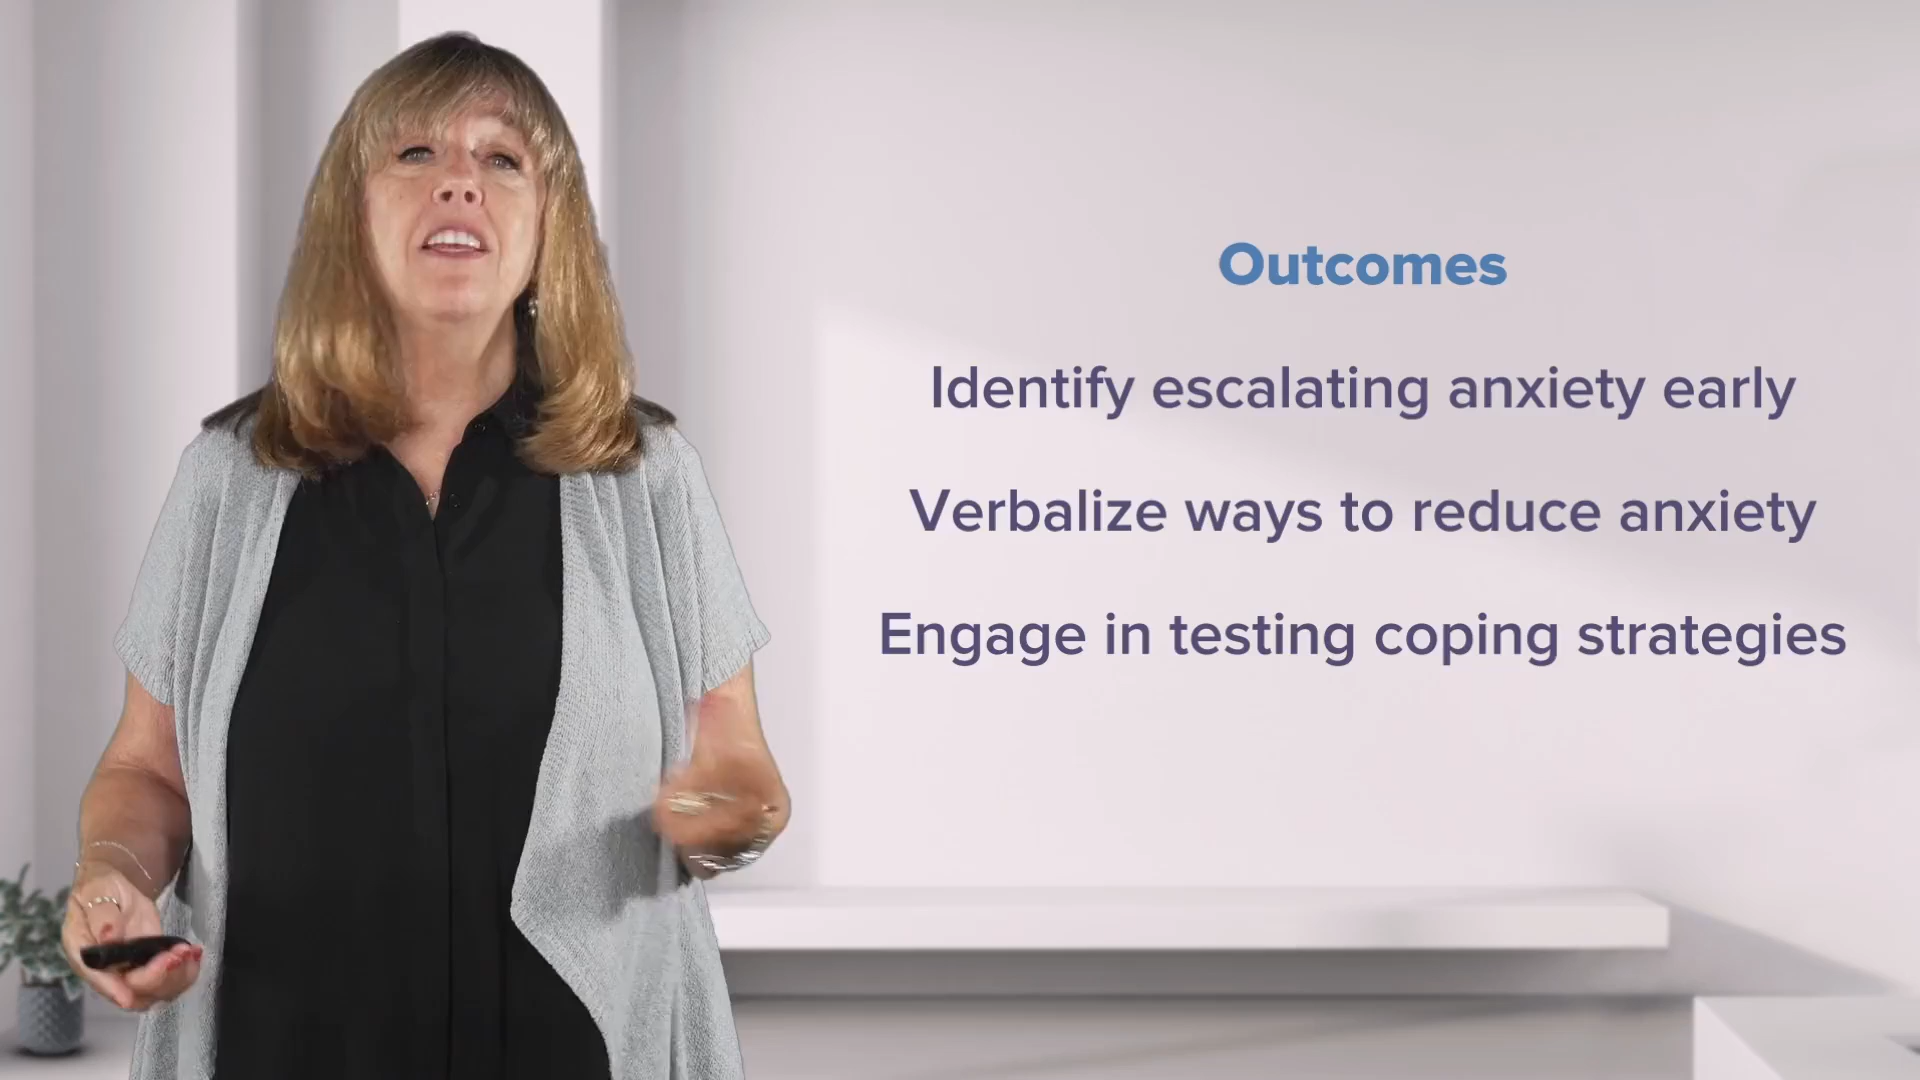 Outcomes
Identify escalating anxiety early
Verbalize ways to reduce anxiety
Engage in testing coping strategies